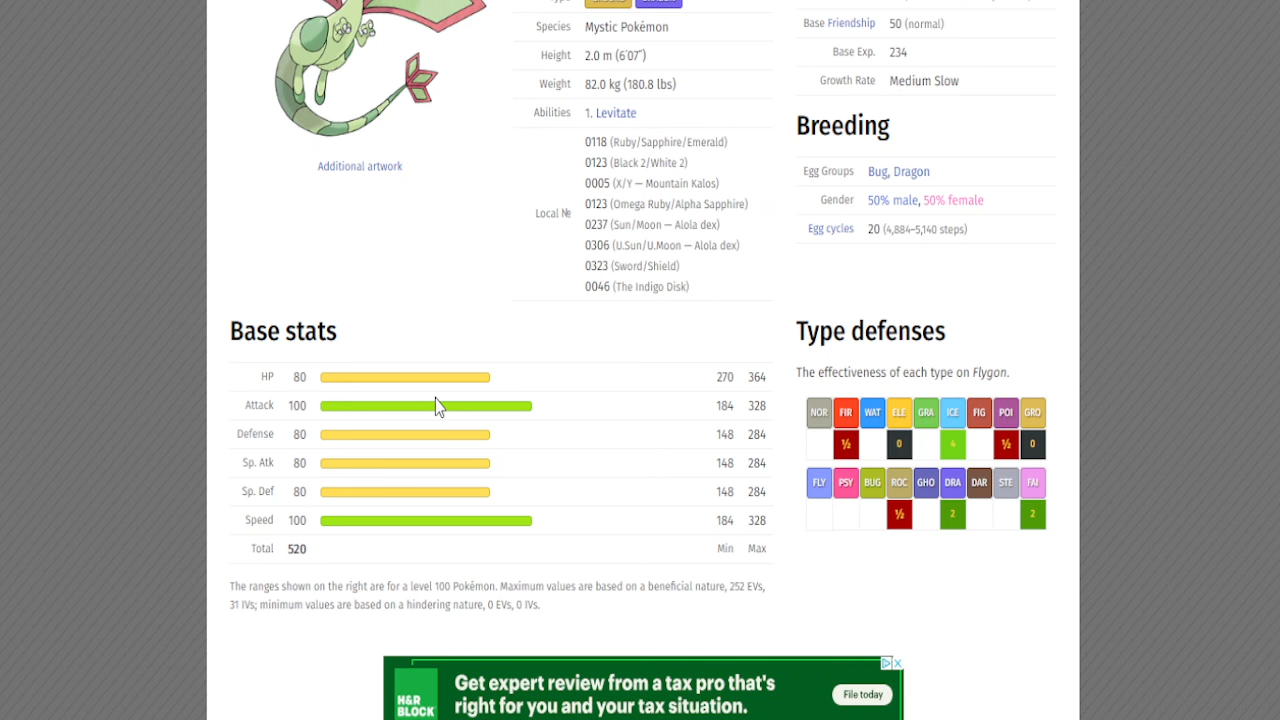 Type
Species Mystic Pokémon
Height 2.0 m (6′07″)
Weight 82.0 kg (180.8 lbs)
Abilities 1. Levitate
Local № 0118 (Ruby/Sapphire/Emerald)
0123 (Black 2/White 2)
0005 (X/Y — Mountain Kalos)
0123 (Omega Ruby/Alpha Sapphire)
0237 (Sun/Moon — Alola dex)
0306 (U.Sun/U.Moon — Alola dex)
0323 (Sword/Shield)
0046 (The Indigo Disk)
Additional artwork
Base Friendship 50 (normal)
Base Exp. 234
Growth Rate Medium Slow
Breeding
Egg Groups Bug, Dragon
Gender 50% male, 50% female
Egg cycles 20 (4,884–5,140 steps)
Base stats
HP 80 270 364
Attack 100 184 328
Defense 80 148 284
Sp. Atk 80 148 284
Sp. Def 80 148 284
Speed 100 184 328
Total 520 Min Max
The ranges shown on the right are for a level 100 Pokémon. Maximum values are based on a beneficial nature, 252 EVs,
31 IVs; minimum values are based on a hindering nature, 0 EVs, 0 IVs.
Type defenses
The effectiveness of each type on Flygon.
NOR FIR WAT ELE GRA ICE FIG POI GRO
½ 0 4 ½ 0
FLY PSY BUG ROC GHO DRA DAR STE FAI
½ 2 2
H&R
BLOCK
Get expert review from a tax pro that's
right for you and your tax situation.
File today